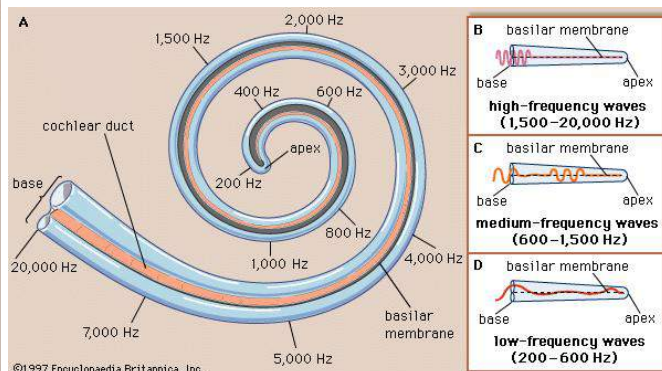 A
2,000 Hz
1,500 Hz
3,000 Hz
400 Hz
600 Hz
cochlear duct
apex
200 Hz
base
800 Hz
20,000 Hz
1,000 Hz
4,000 Hz
basilar
membrane
7,000 Hz
5,000 Hz
©1997 Encyclopaedia Britannica, Inc.
B
basilar membrane
base
apex
high–frequency waves
(1,500–20,000 Hz)
C
basilar membrane
base
apex
medium–frequency waves
(600–1,500 Hz)
D
basilar membrane
base
apex
low–frequency waves
(200–600 Hz)